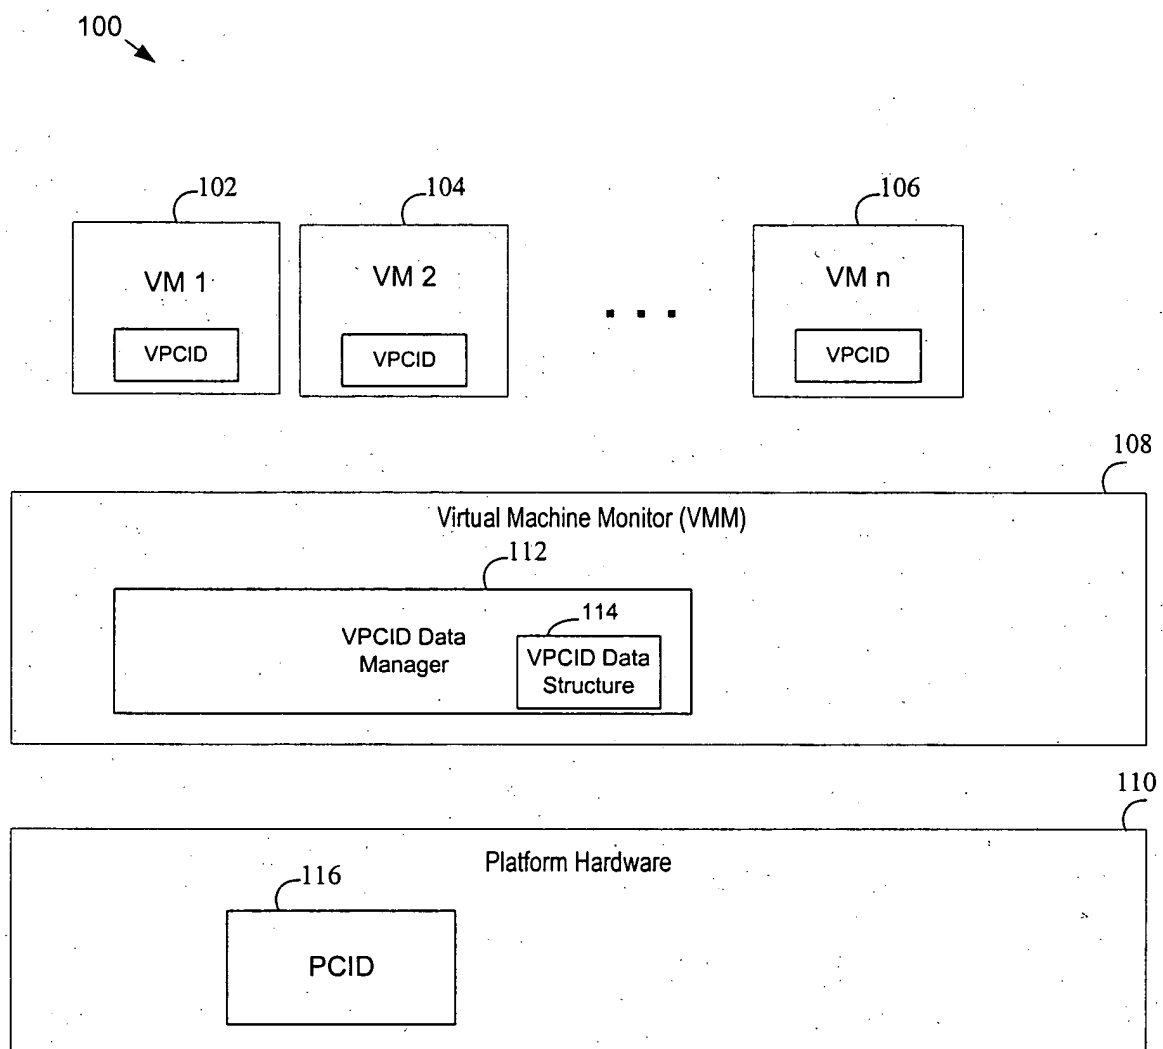 100
102
104
106
VM 1
VM 2
VM n
VPCID
VPCID
VPCID
. . .
108
Virtual Machine Monitor (VMM)
112
114
VPCID Data
Manager
VPCID Data
Structure
110
Platform Hardware
116
PCID